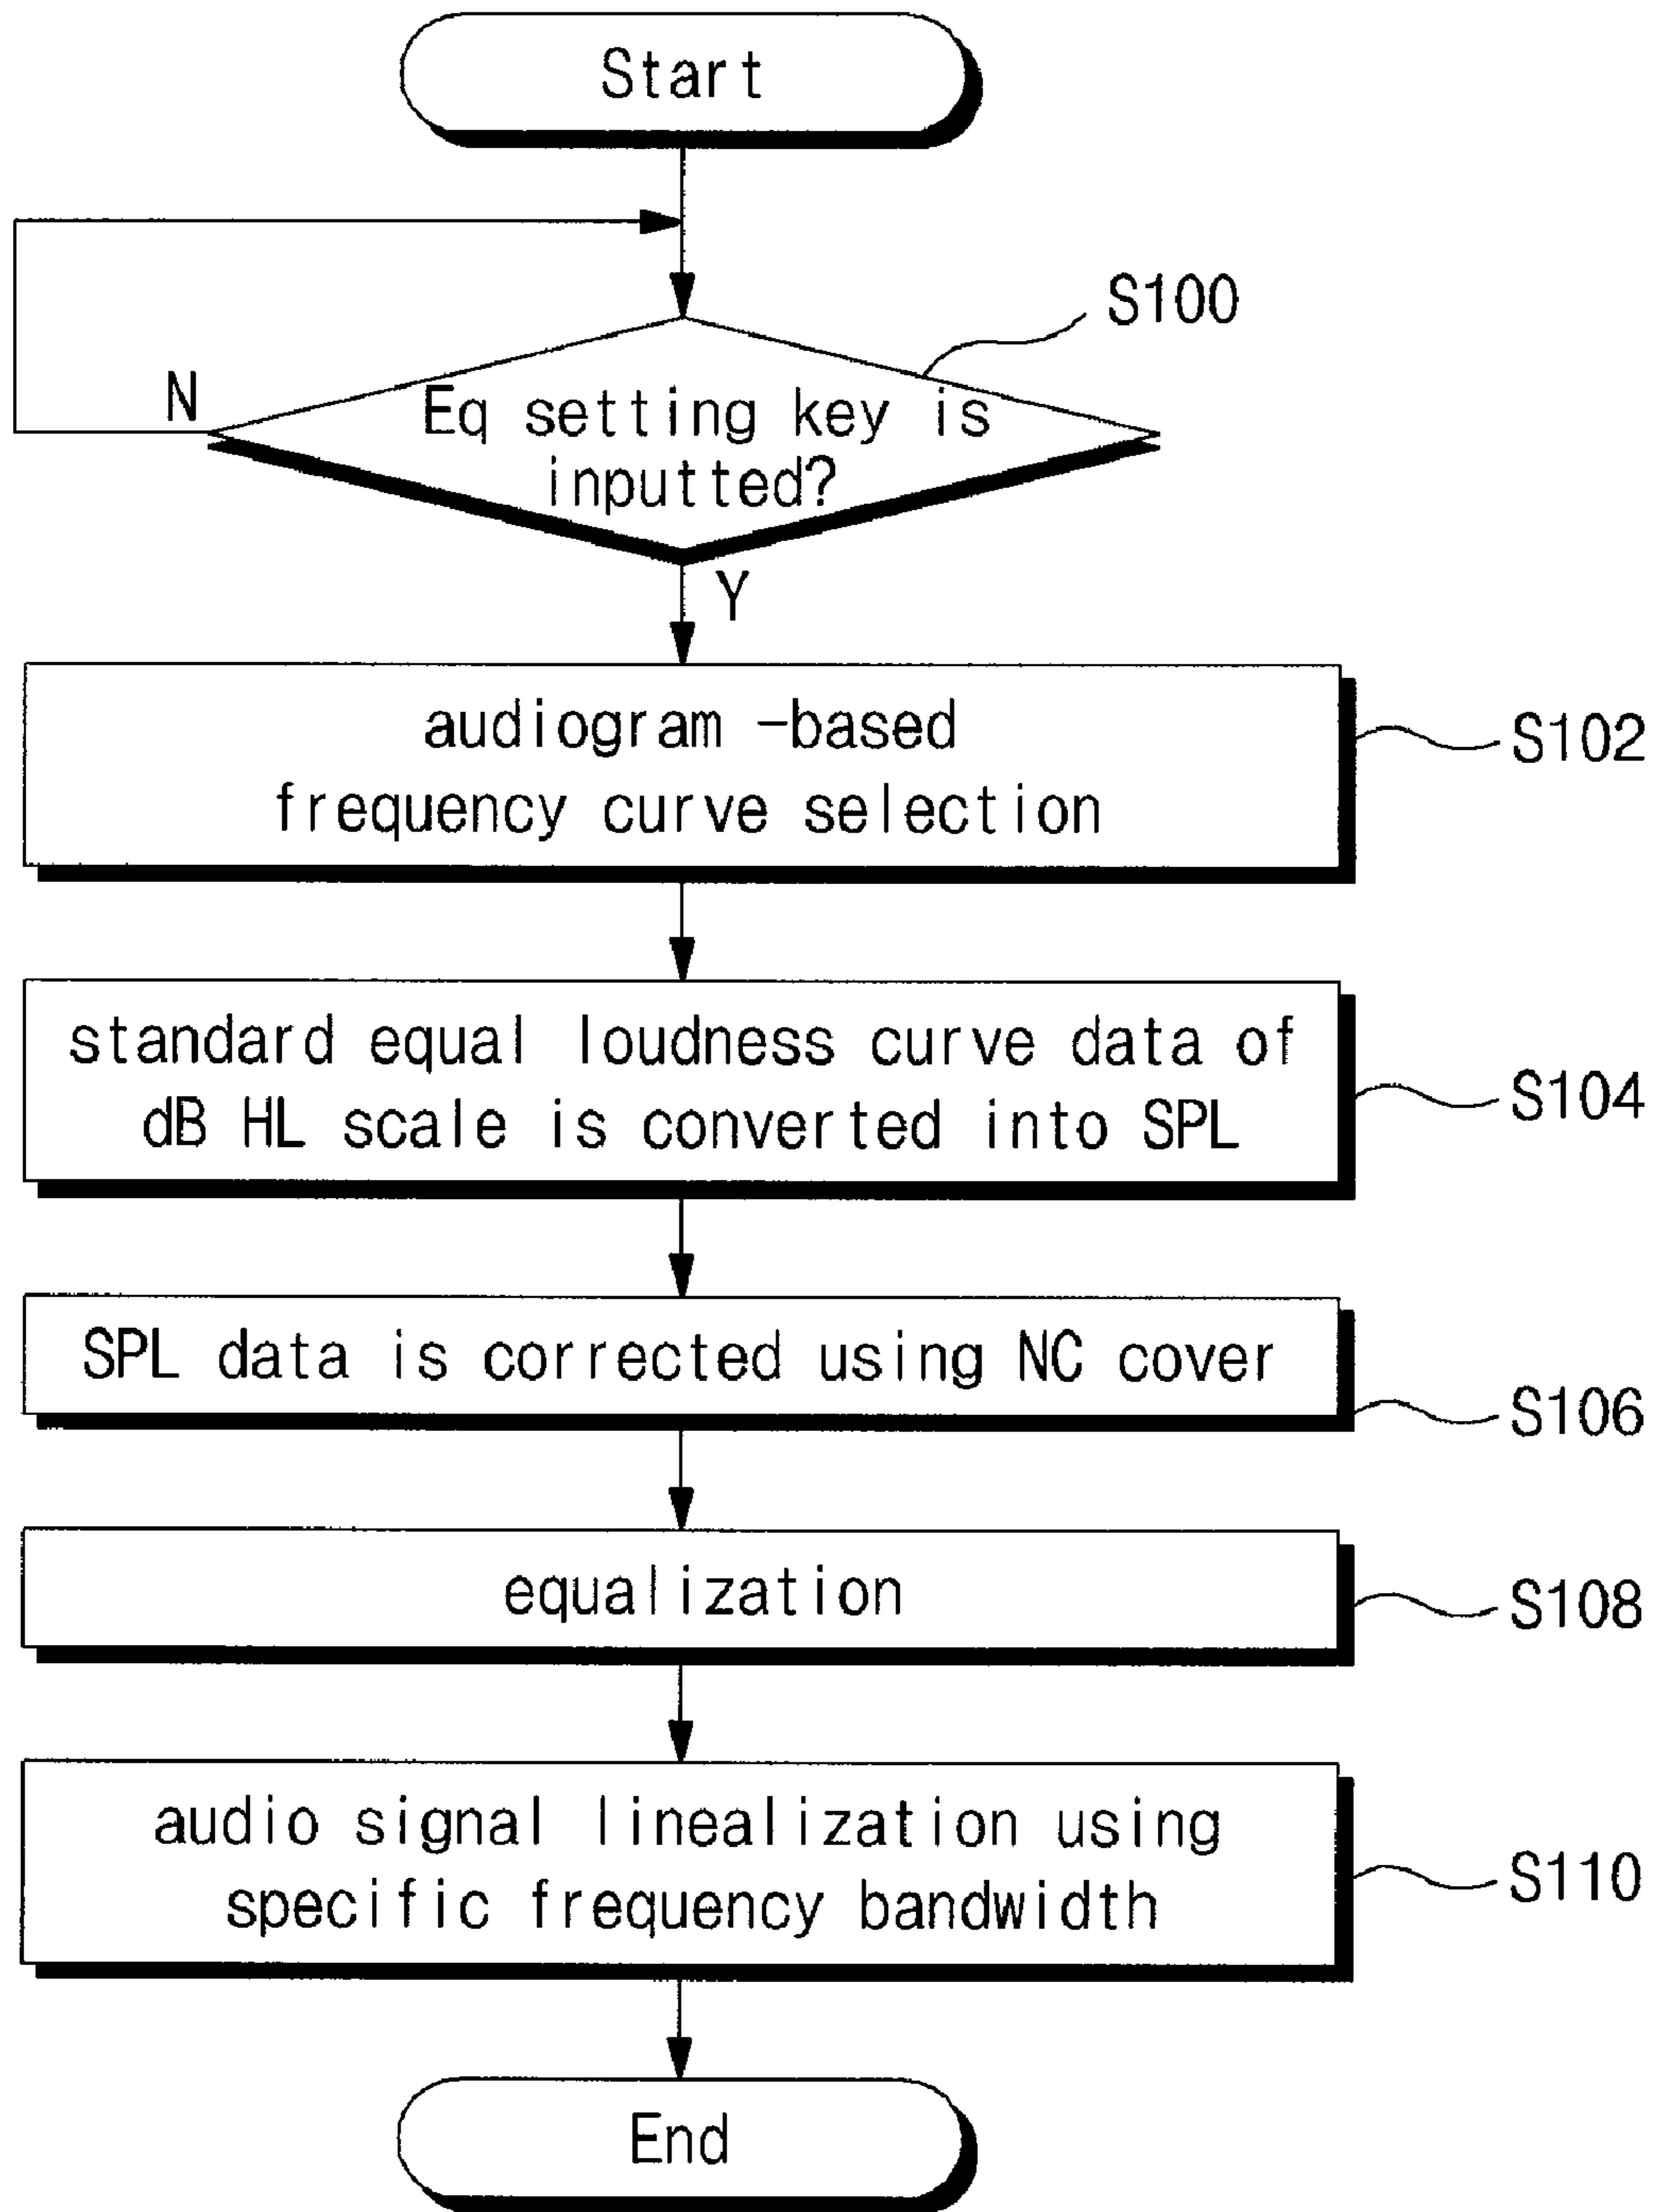 Start
S100
N
Eq setting key is
inputted?
Y
audiogram -based
frequency curve selection
S102
standard equal loudness curve data of
dB HL scale is converted into SPL
S104
SPL data is corrected using NC cover
S106
equalization
S108
audio signal linealization using
specific frequency bandwidth
S110
End